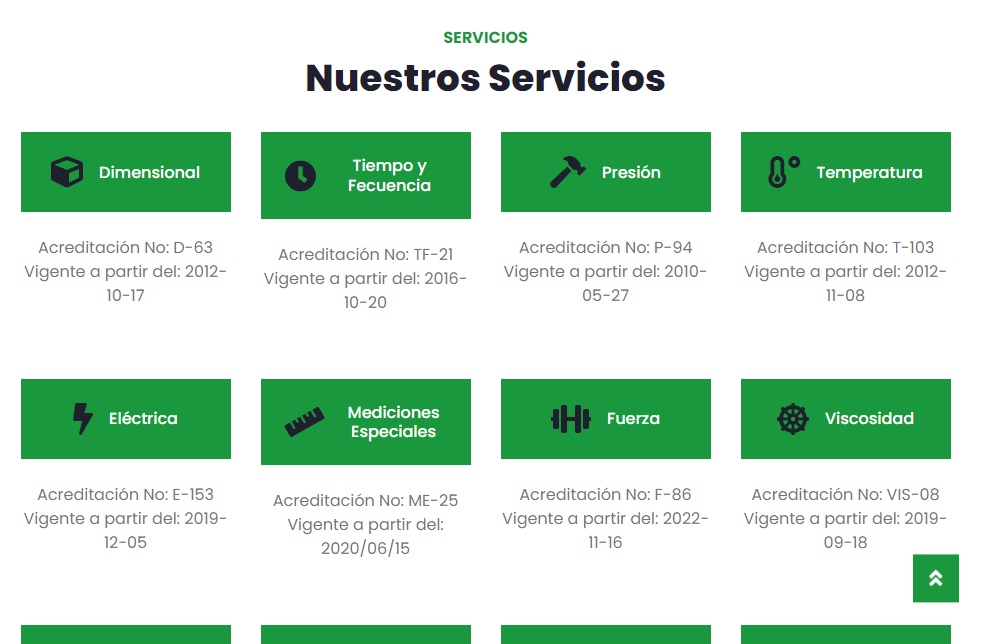 SERVICIOS
Nuestros Servicios
Dimensional
Acreditación No: D-63
Vigente a partir del: 2012-
10-17
Tiempo y
Fecuencia
Acreditación No: TF-21
Vigente a partir del: 2016-
10-20
Presión
Acreditación No: P-94
Vigente a partir del: 2010-
05-27
Temperatura
Acreditación No: T-103
Vigente a partir del: 2012-
11-08
Eléctrica
Acreditación No: E-153
Vigente a partir del: 2019-
12-05
Mediciones
Especiales
Acreditación No: ME-25
Vigente a partir del:
2020/06/15
Fuerza
Acreditación No: F-86
Vigente a partir del: 2022-
11-16
Viscosidad
Acreditación No: VIS-08
Vigente a partir del: 2019-
09-18